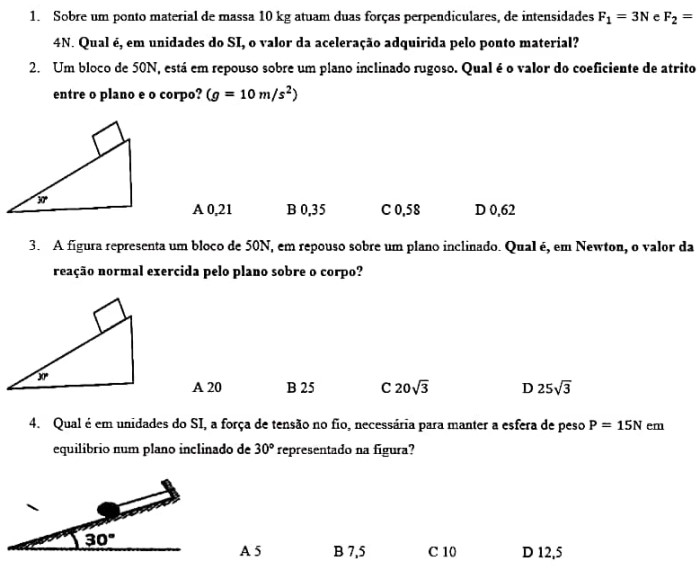 1. Sobre um ponto material de massa 10 kg atuam duas forças perpendiculares, de intensidades F₁ = 3N e F₂ =
4N. Qual é, em unidades do SI, o valor da aceleração adquirida pelo ponto material?
2. Um bloco de 50N, está em repouso sobre um plano inclinado rugoso. Qual é o valor do coeficiente de atrito
entre o plano e o corpo? (g = 10 m/s²)
30°
A 0,21 B 0,35 C 0,58 D 0,62
3. A figura representa um bloco de 50N, em repouso sobre um plano inclinado. Qual é, em Newton, o valor da
reação normal exercida pelo plano sobre o corpo?
30°
A 20 B 25 C 20√3 D 25√3
4. Qual é em unidades do SI, a força de tensão no fio, necessária para manter a esfera de peso P = 15N em
equilibrio num plano inclinado de 30° representado na figura?
30°
A 5 B 7,5 C 10 D 12,5